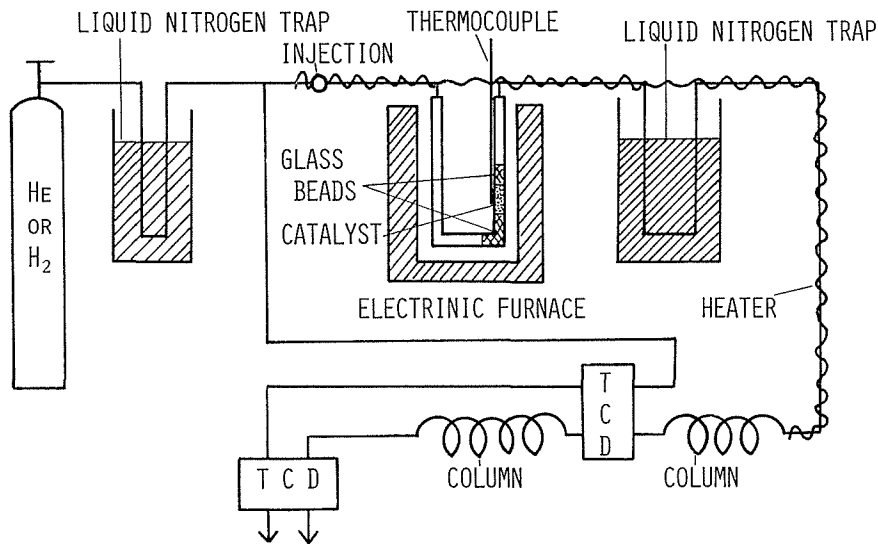 LIQUID NITROGEN TRAP
THERMOCOUPLE
LIQUID NITROGEN TRAP
INJECTION
HE
OR
H2
GLASS
BEADS
CATALYST
ELECTRINIC FURNACE
HEATER
T
C
D
COLUMN
COLUMN
T C D